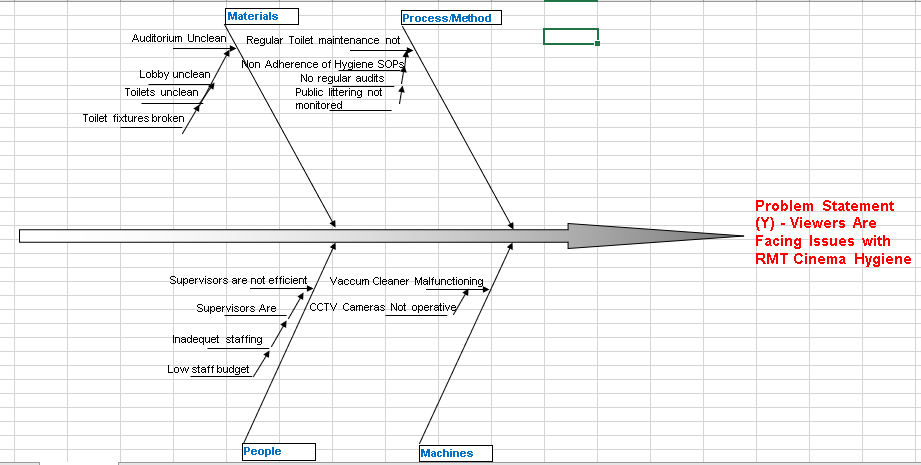 Materials
Process/Method
Auditorium Unclean
Regular Toilet maintenance not
Lobby unclean
Non Adherence of Hygiene SOPs
No regular audits
Toilets unclean
Public littering not
monitored
Toilet fixtures broken
Problem Statement
(Y) - Viewers Are
Facing Issues with
RMT Cinema Hygiene
Supervisors are not efficient
Vaccum Cleaner Malfunctioning
Supervisors Are
CCTV Cameras Not operative
Inadequet staffing
Low staff budget
People
Machines